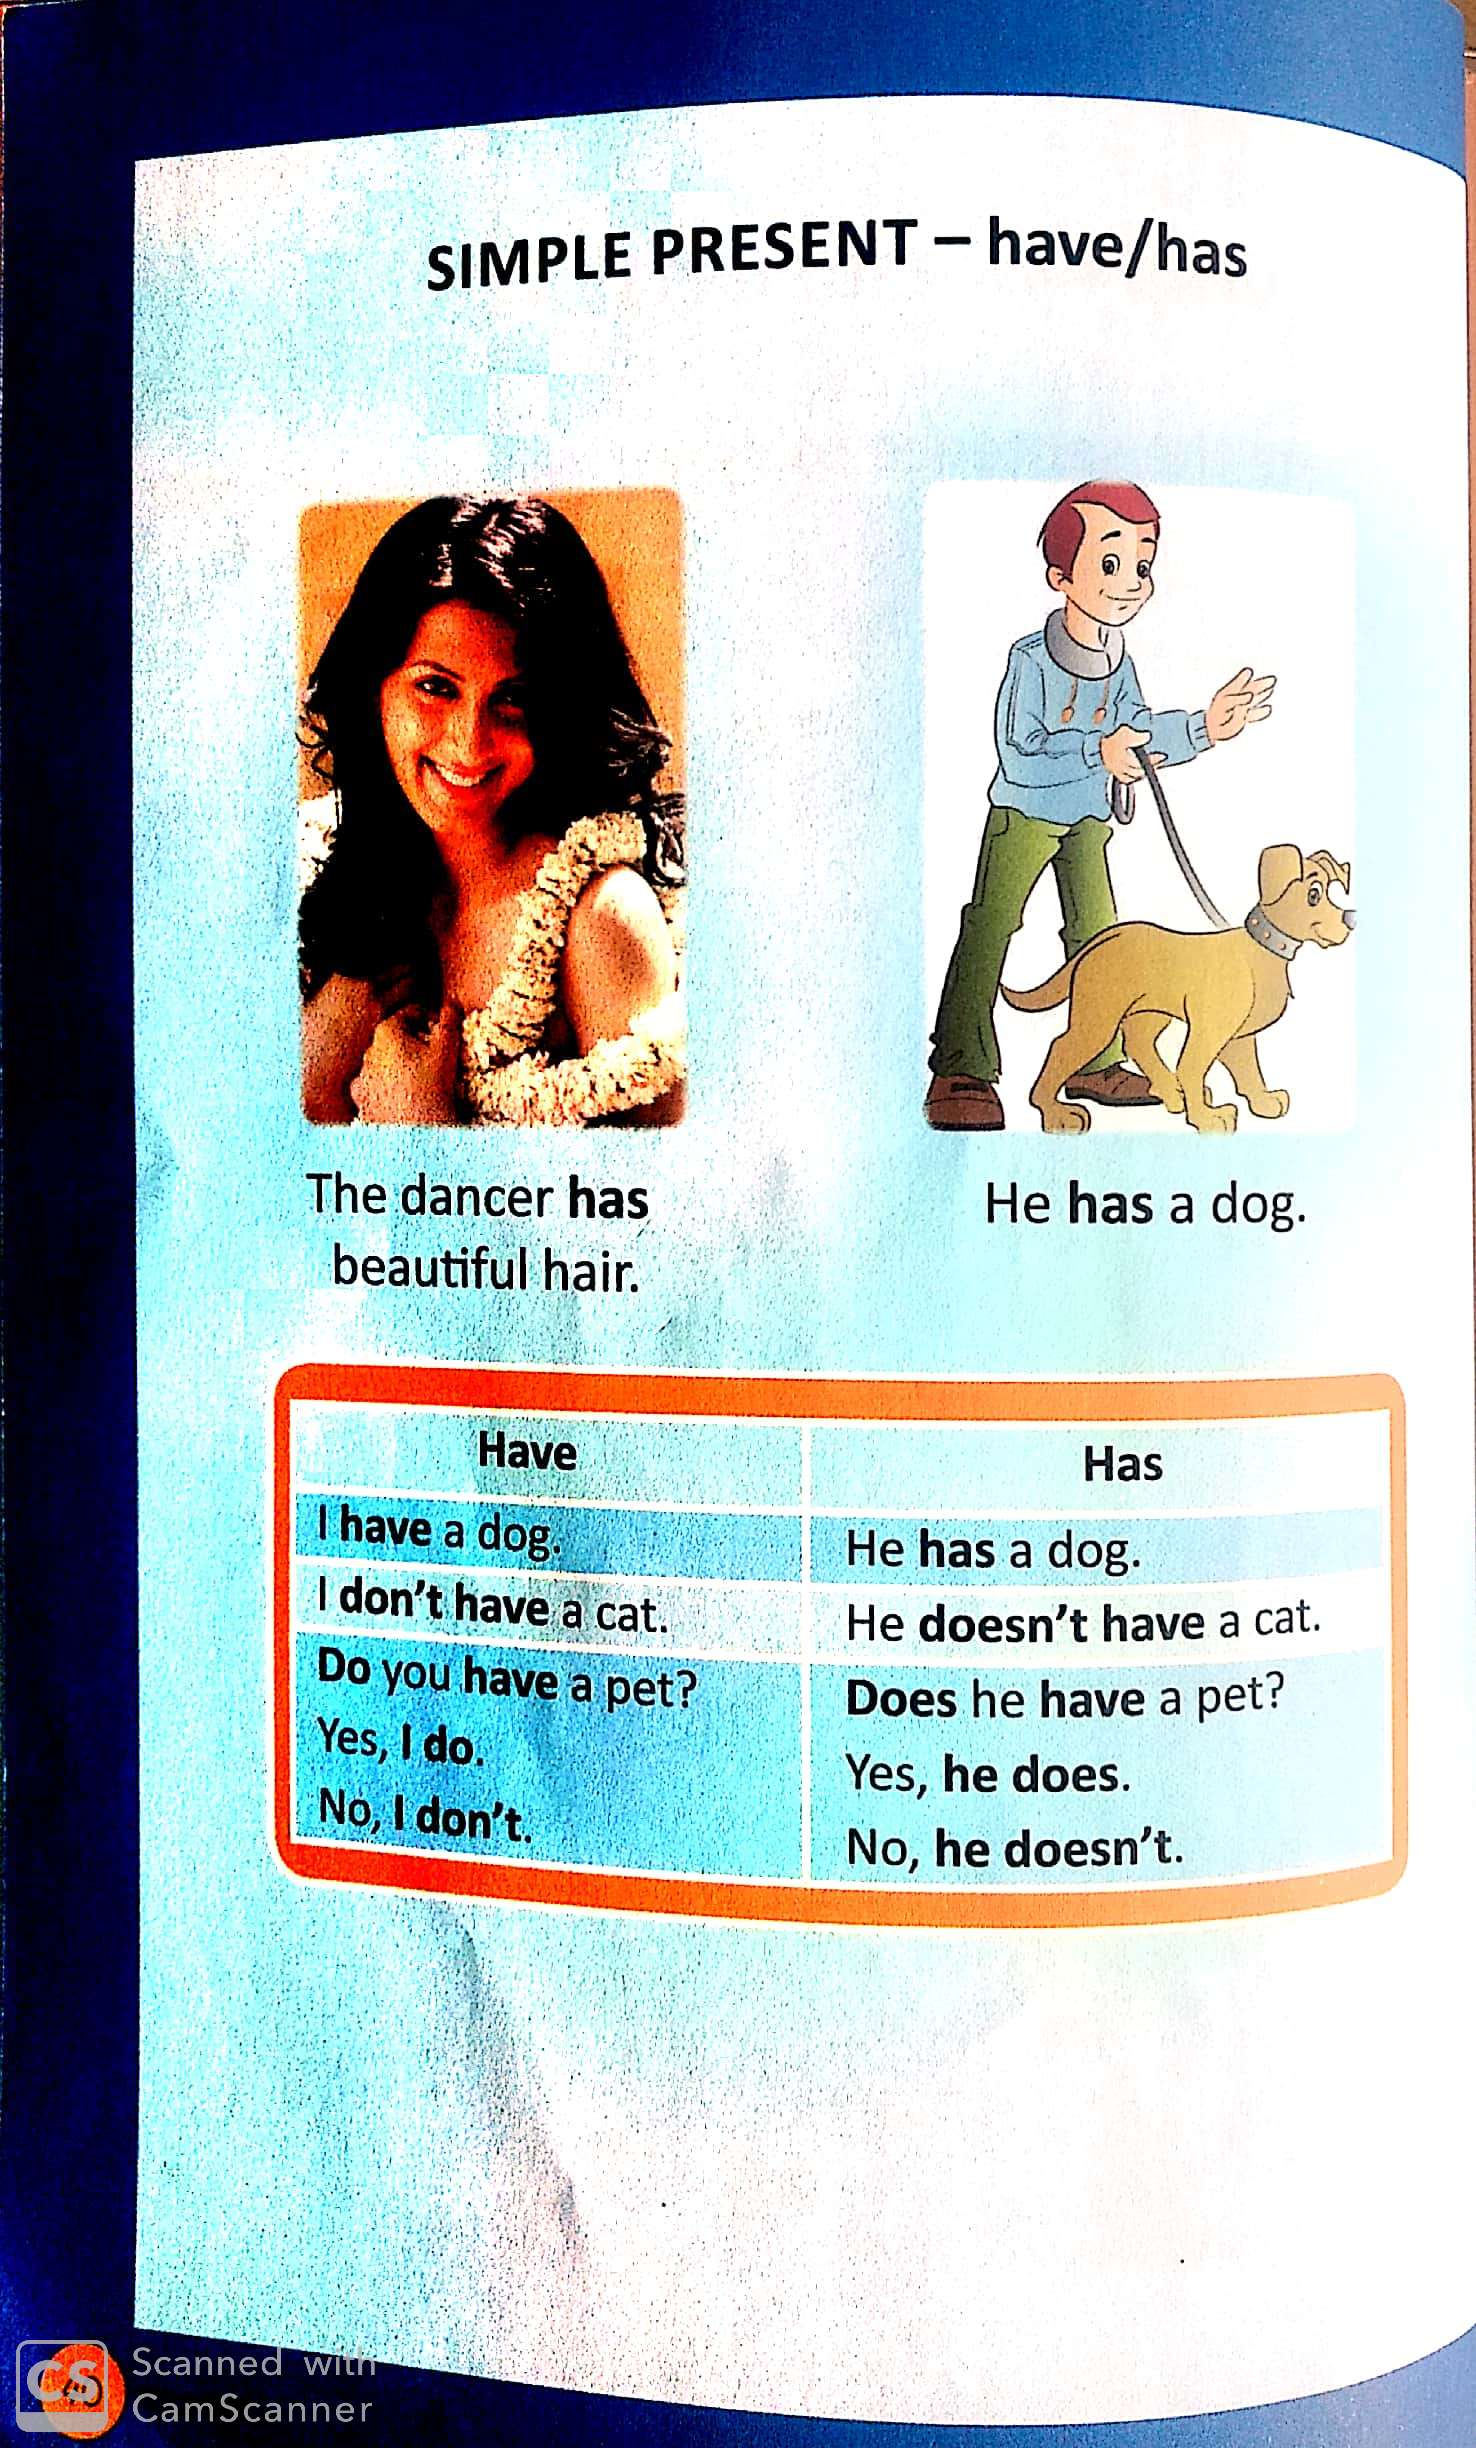 SIMPLE PRESENT – have/has
The dancer has
beautiful hair.
He has a dog.
Have
Has
I have a dog.
He has a dog.
I don't have a cat.
He doesn't have a cat.
Do you have a pet?
Yes, I do.
No, I don't.
Does he have a pet?
Yes, he does.
No, he doesn't.
CS
Scanned with
CamScanner